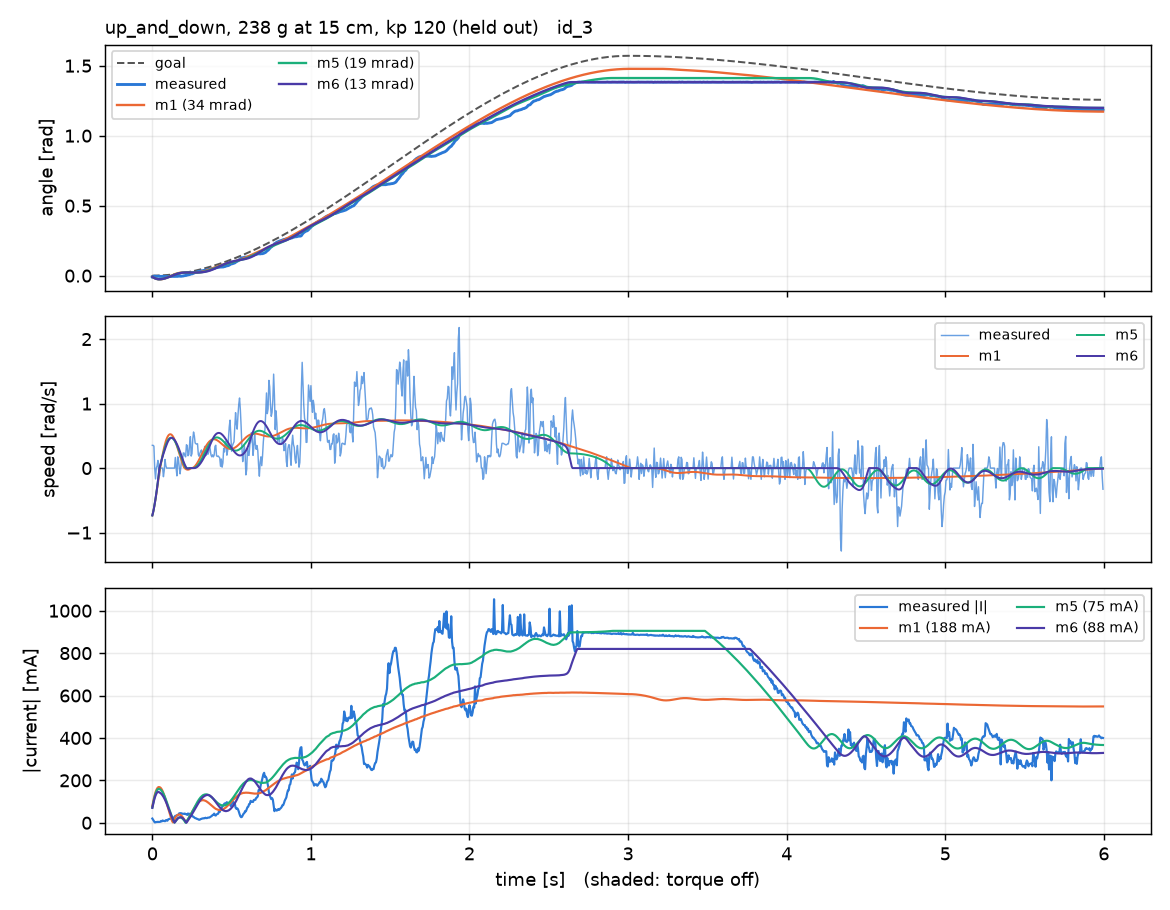 up_and_down, 238 g at 15 cm, kp 120 (held out)   id_3
goal
measured
m1 (34 mrad)
m5 (19 mrad)
m6 (13 mrad)
angle [rad]
1.5
1.0
0.5
0.0
measured
m1
m5
m6
speed [rad/s]
2
1
0
−1
measured |I|
m1 (188 mA)
m5 (75 mA)
m6 (88 mA)
|current| [mA]
1000
800
600
400
200
0
0 1 2 3 4 5 6
time [s]   (shaded: torque off)